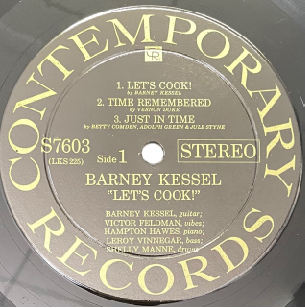 CONTEMPORARY RECORDS
1. LET'S COOK!
by BARNEY KESSEL
2. TIME REMEMBERED
by VERNON DUKE
3. JUST IN TIME
by BETTY COMDEN, ADOLPH GREEN & JULE STYNE
S7603
(LKS 225)
Side 1
STEREO
BARNEY KESSEL
"LET'S COOK!"
BARNEY KESSEL, guitar;
VICTOR FELDMAN, vibes;
HAMPTON HAWES piano,
LEROY VINNEGAR, bass;
SHELLY MANNE, drums